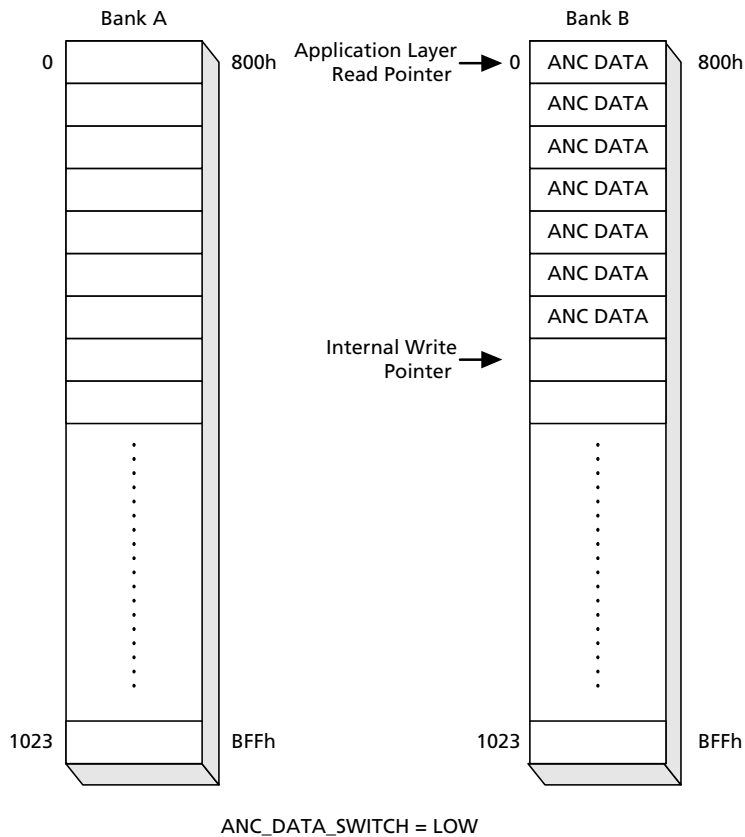 Bank A
0
800h
1023
BFFh
Application Layer
Read Pointer
Internal Write
Pointer
Bank B
0
800h
ANC DATA
ANC DATA
ANC DATA
ANC DATA
ANC DATA
ANC DATA
ANC DATA
1023
BFFh
ANC_DATA_SWITCH = LOW